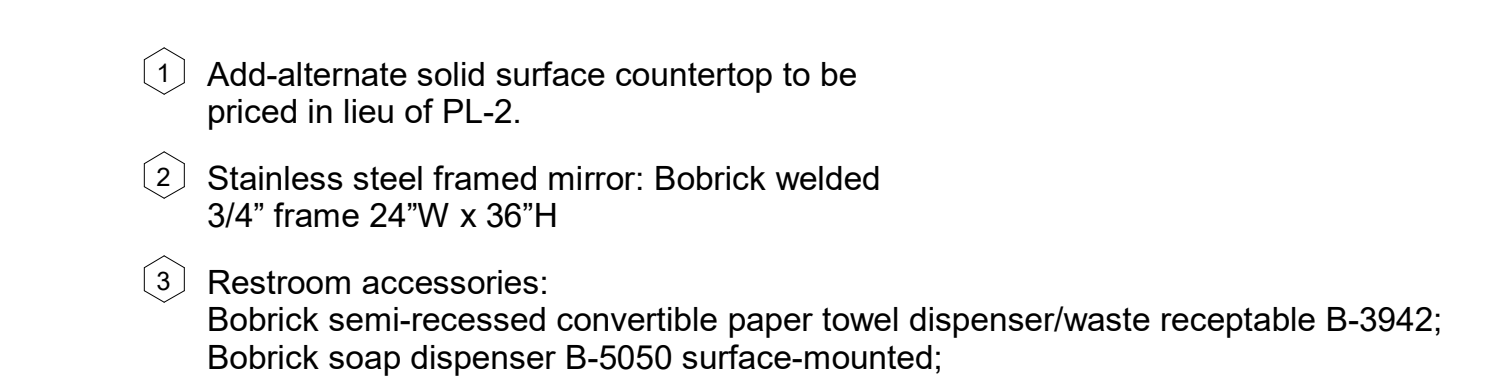 1 Add-alternate solid surface countertop to be
priced in lieu of PL-2.
2 Stainless steel framed mirror: Bobrick welded
3/4” frame 24”W x 36”H
3 Restroom accessories:
Bobrick semi-recessed convertible paper towel dispenser/waste receptable B-3942;
Bobrick soap dispenser B-5050 surface-mounted;